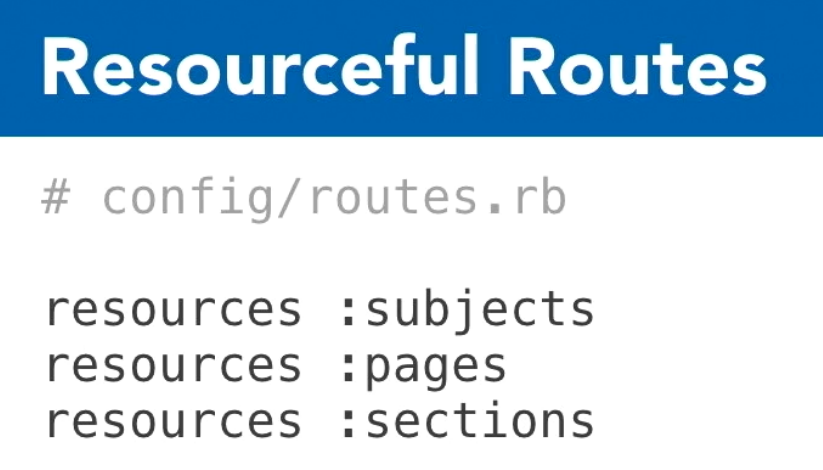 Resourceful Routes
# config/routes.rb
resources :subjects
resources :pages
resources :sections